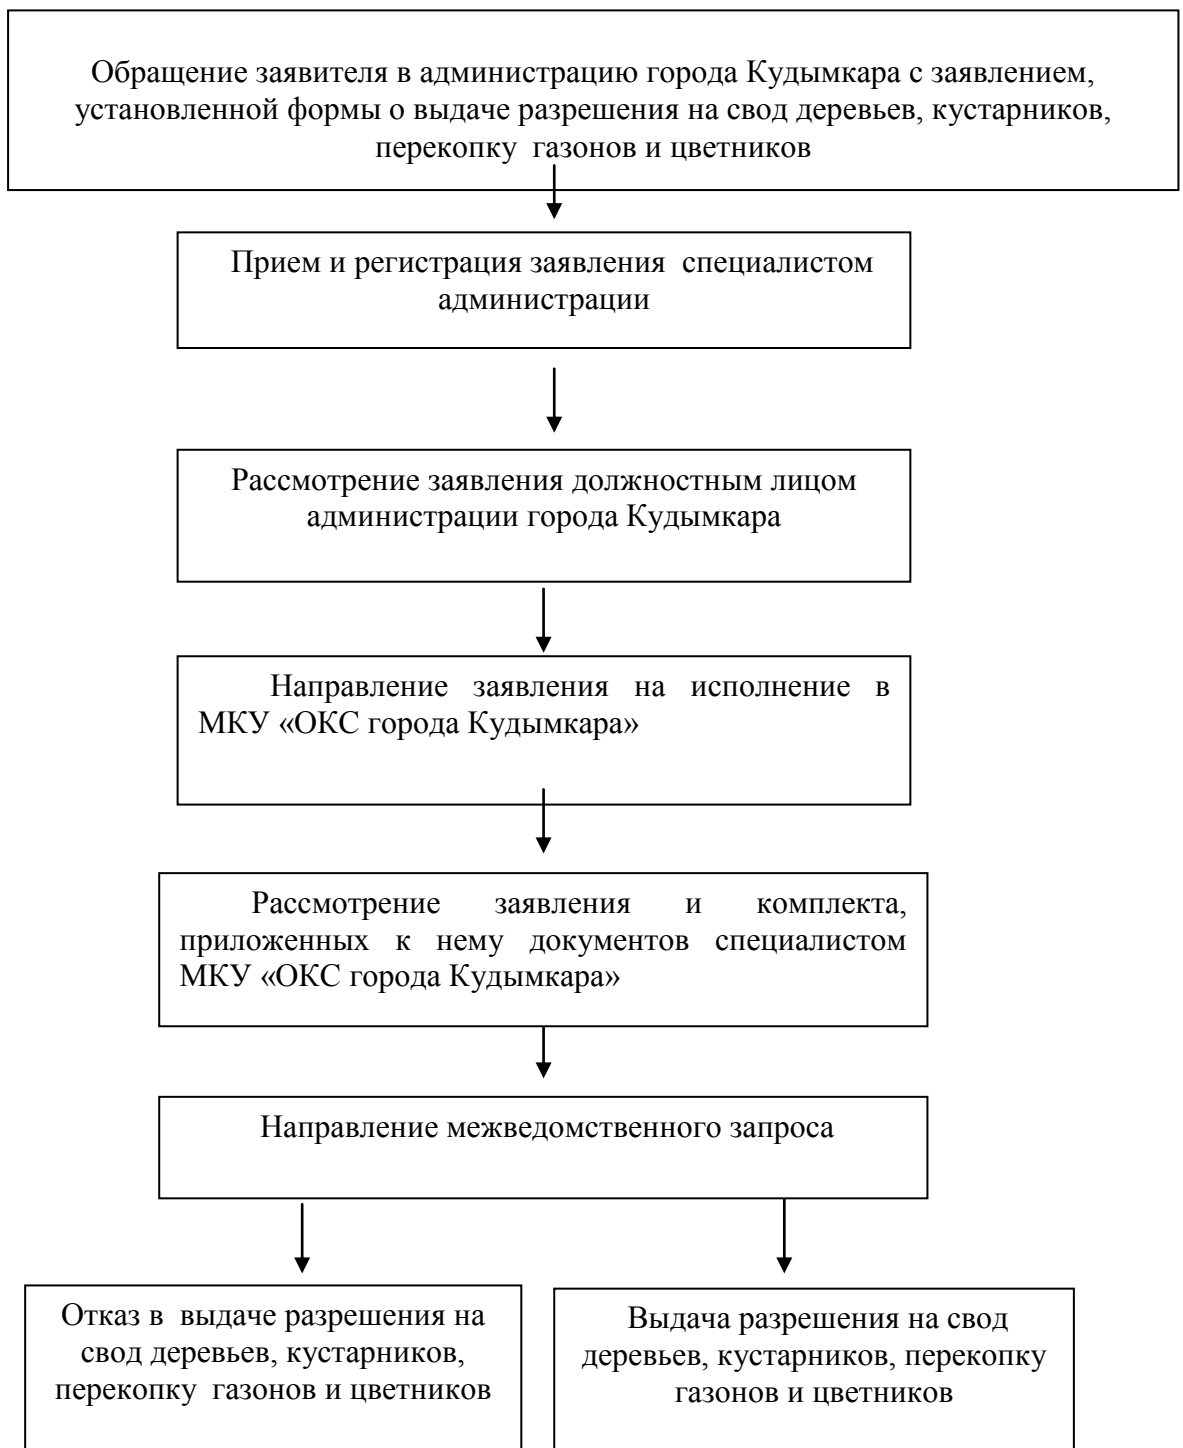 Обращение заявителя в администрацию города Кудымкара с заявлением,
установленной формы о выдаче разрешения на свод деревьев, кустарников,
перекопку газонов и цветников
Прием и регистрация заявления специалистом
администрации
Рассмотрение заявления должностным лицом
администрации города Кудымкара
Направление заявления на исполнение в
МКУ «ОКС города Кудымкара»
Рассмотрение заявления и комплекта,
приложенных к нему документов специалистом
МКУ «ОКС города Кудымкара»
Направление межведомственного запроса
Отказ в выдаче разрешения на
свод деревьев, кустарников,
перекопку газонов и цветников
Выдача разрешения на свод
деревьев, кустарников, перекопку
газонов и цветников